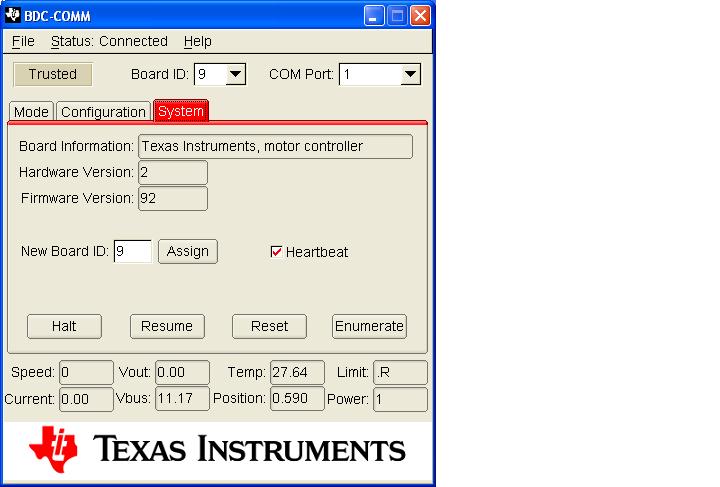 BDC-COMM
File Status: Connected Help
Trusted Board ID: 9 COM Port: 1
Mode Configuration System
Board Information: Texas Instruments, motor controller
Hardware Version: 2
Firmware Version: 92
New Board ID: 9 Assign Heartbeat
Halt Resume Reset Enumerate
Speed: 0 Vout: 0.00 Temp: 27.64 Limit: .R
Current: 0.00 Vbus: 11.17 Position: 0.590 Power: 1
TEXAS INSTRUMENTS